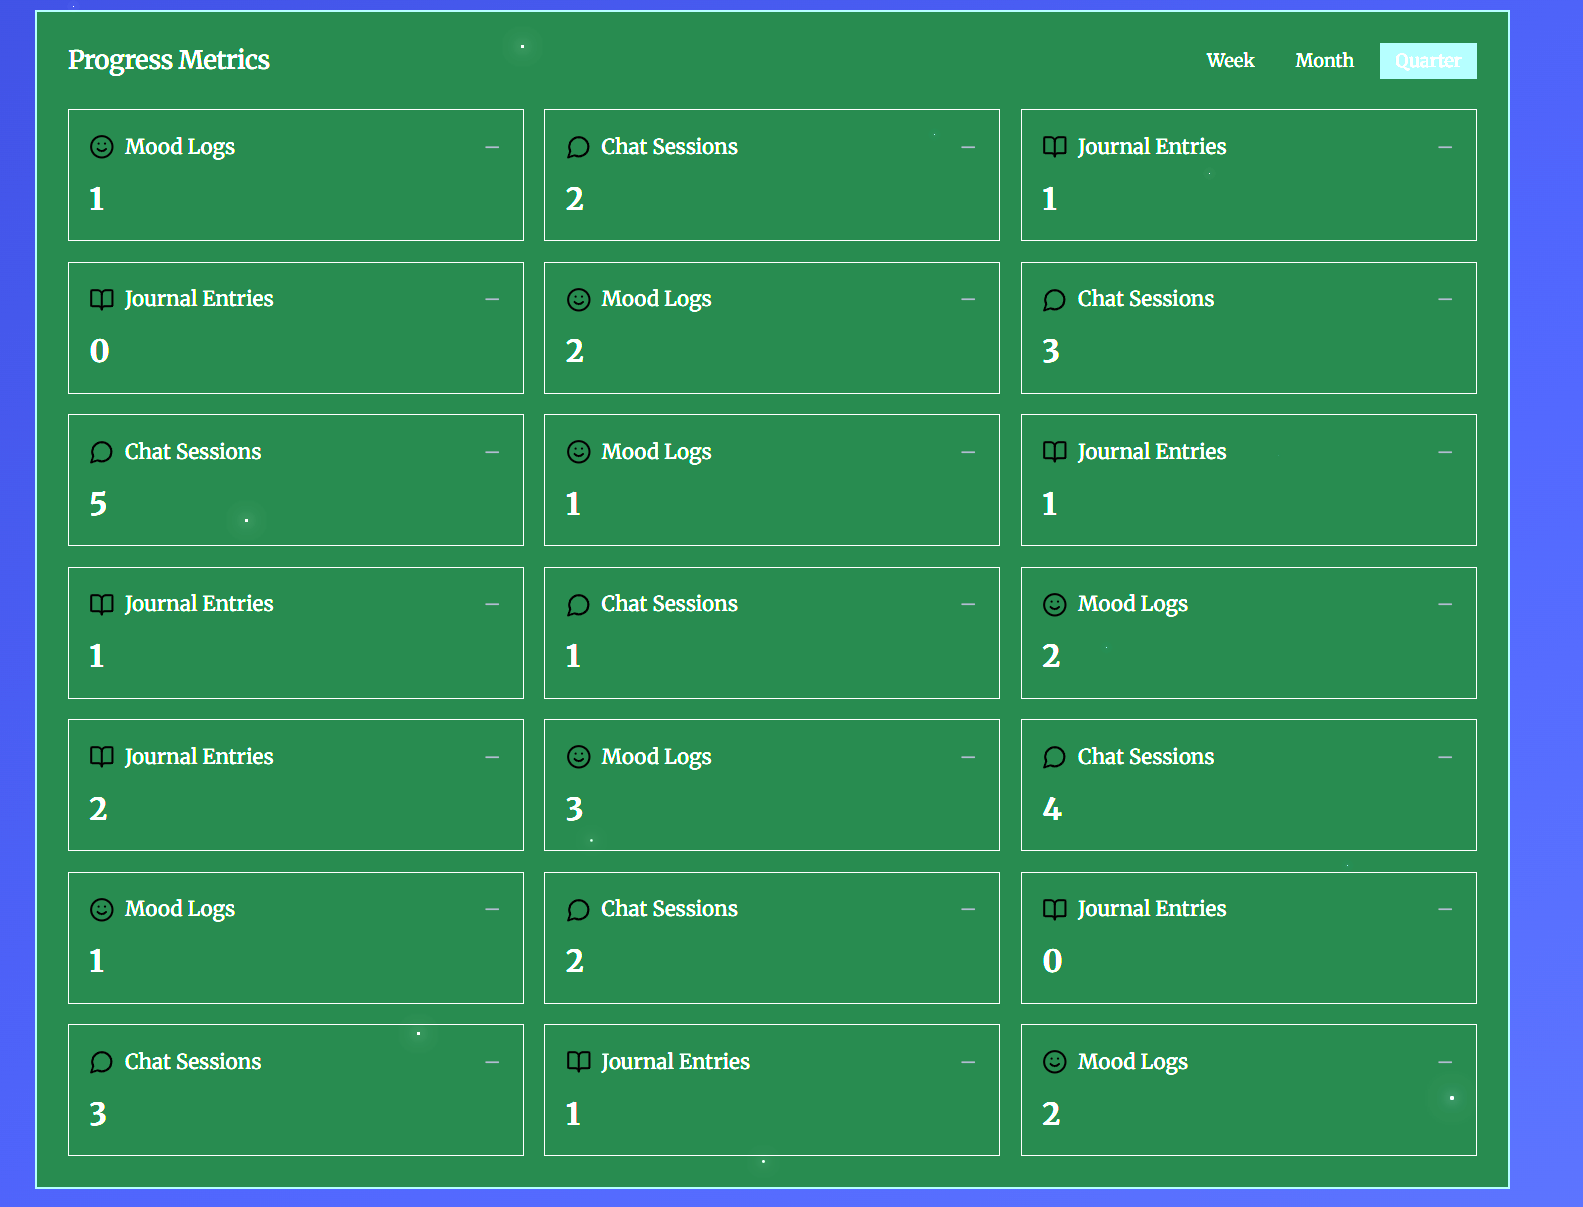 Progress Metrics
Week Month Quarter
Mood Logs Chat Sessions Journal Entries
1 2 1
Journal Entries Mood Logs Chat Sessions
0 2 3
Chat Sessions Mood Logs Journal Entries
5 1 1
Journal Entries Chat Sessions Mood Logs
1 1 2
Journal Entries Mood Logs Chat Sessions
2 3 4
Mood Logs Chat Sessions Journal Entries
1 2 0
Chat Sessions Journal Entries Mood Logs
3 1 2